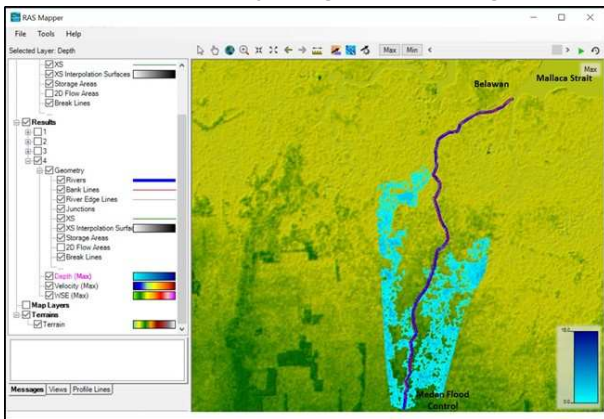 RAS Mapper
File Tools Help
Selected Layer: Depth
Max Min
XS
XS Interpolation Surfaces
Storage Areas
2D Flow Areas
Break Lines
Results
1
2
3
4
Geometry
Rivers
Bank Lines
River Edge Lines
Junctions
XS
XS Interpolation Surfac
Storage Areas
2D Flow Areas
Break Lines
Depth (Max)
Velocity (Max)
WSE (Max)
Map Layers
Terrains
Terrain
Messages Views Profile Lines
Max
Mallaca Strait
Belawan
Medan Flood
Control